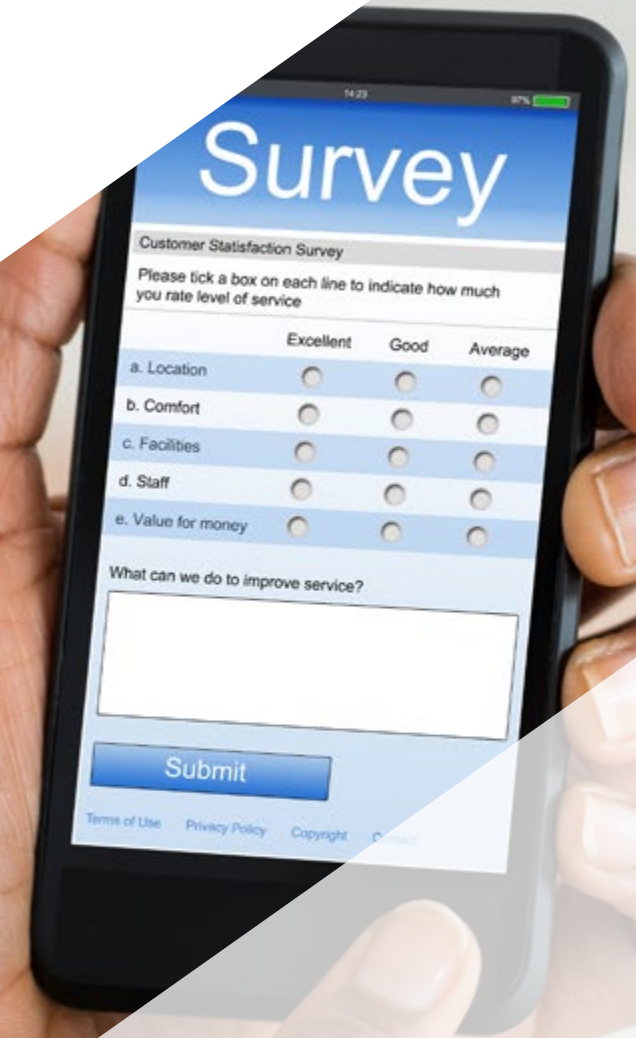 14:23 97%
Survey
Customer Statisfaction Survey
Please tick a box on each line to indicate how much
you rate level of service
Excellent Good Average
a. Location
b. Comfort
c. Facilities
d. Staff
e. Value for money
What can we do to improve service?
Submit
Terms of Use Privacy Policy Copyright Contact